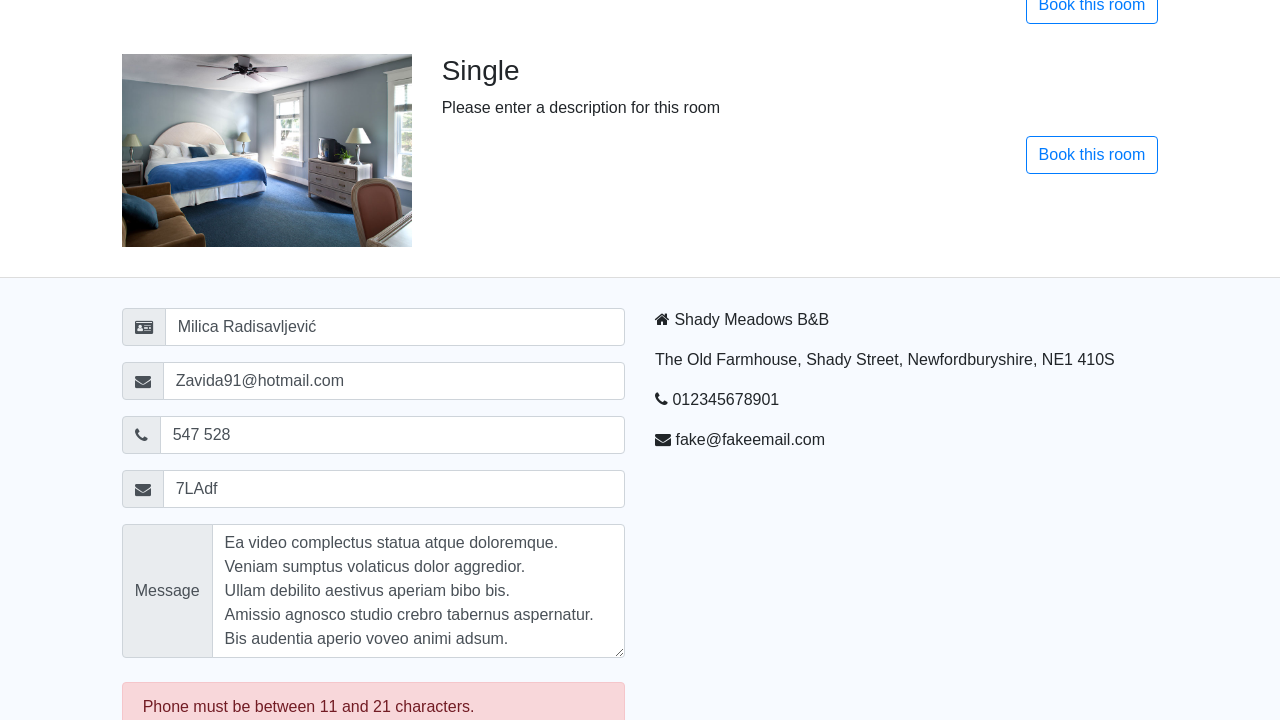 Book this room
Single
Please enter a description for this room
Book this room
Milica Radisavljević
Zavida91@hotmail.com
547 528
7LAdf
Message
Ea video complectus statua atque doloremque.
Veniam sumptus volaticus dolor aggredior.
Ullam debilito aestivus aperiam bibo bis.
Amissio agnosco studio crebro tabernus aspernatur.
Bis audentia aperio voveo animi adsum.
Phone must be between 11 and 21 characters.
Shady Meadows B&B
The Old Farmhouse, Shady Street, Newfordburyshire, NE1 410S
012345678901
fake@fakeemail.com